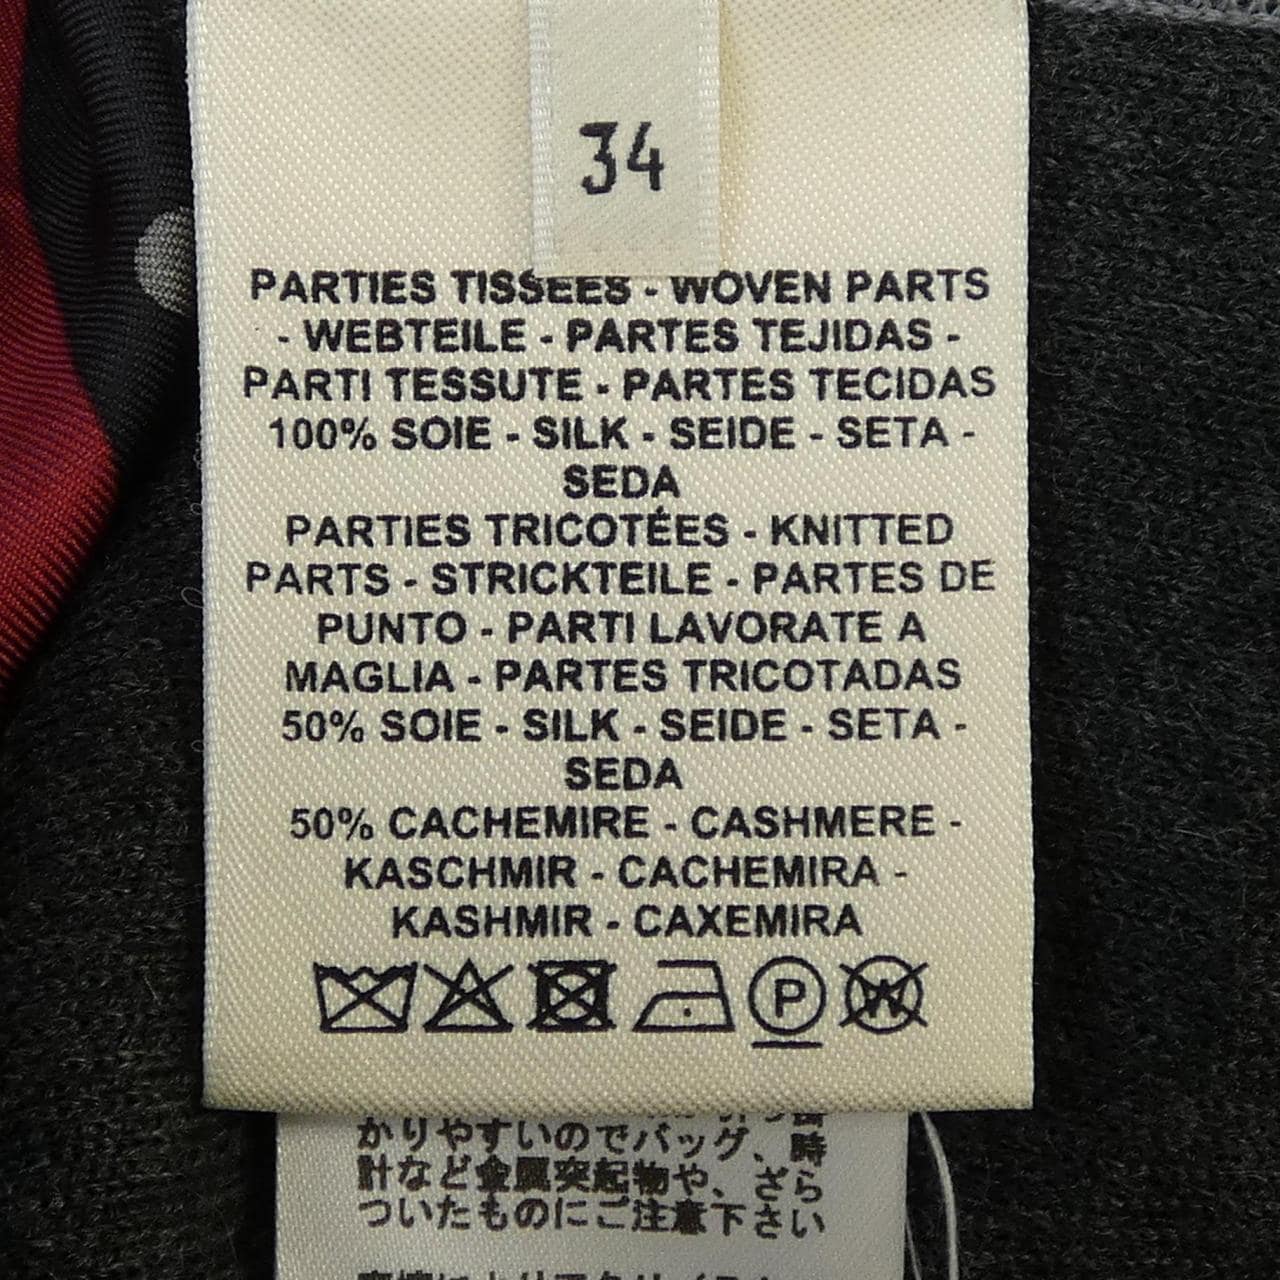 34
PARTIES TISSÉES - WOVEN PARTS
- WEBTEILE - PARTES TEJIDAS -
PARTI TESSUTE - PARTES TECIDAS
100% SOIE - SILK - SEIDE - SETA -
SEDA
PARTIES TRICOTÉES - KNITTED
PARTS - STRICKTEILE - PARTES DE
PUNTO - PARTI LAVORATE A
MAGLIA - PARTES TRICOTADAS
50% SOIE - SILK - SEIDE - SETA -
SEDA
50% CACHEMIRE - CASHMERE -
KASCHMIR - CACHEMIRA -
KASHMIR - CAXEMIRA
P W
かりやすいのでバッグ、時
計など金属突起物や、ざら
ついたものにご注意下さい